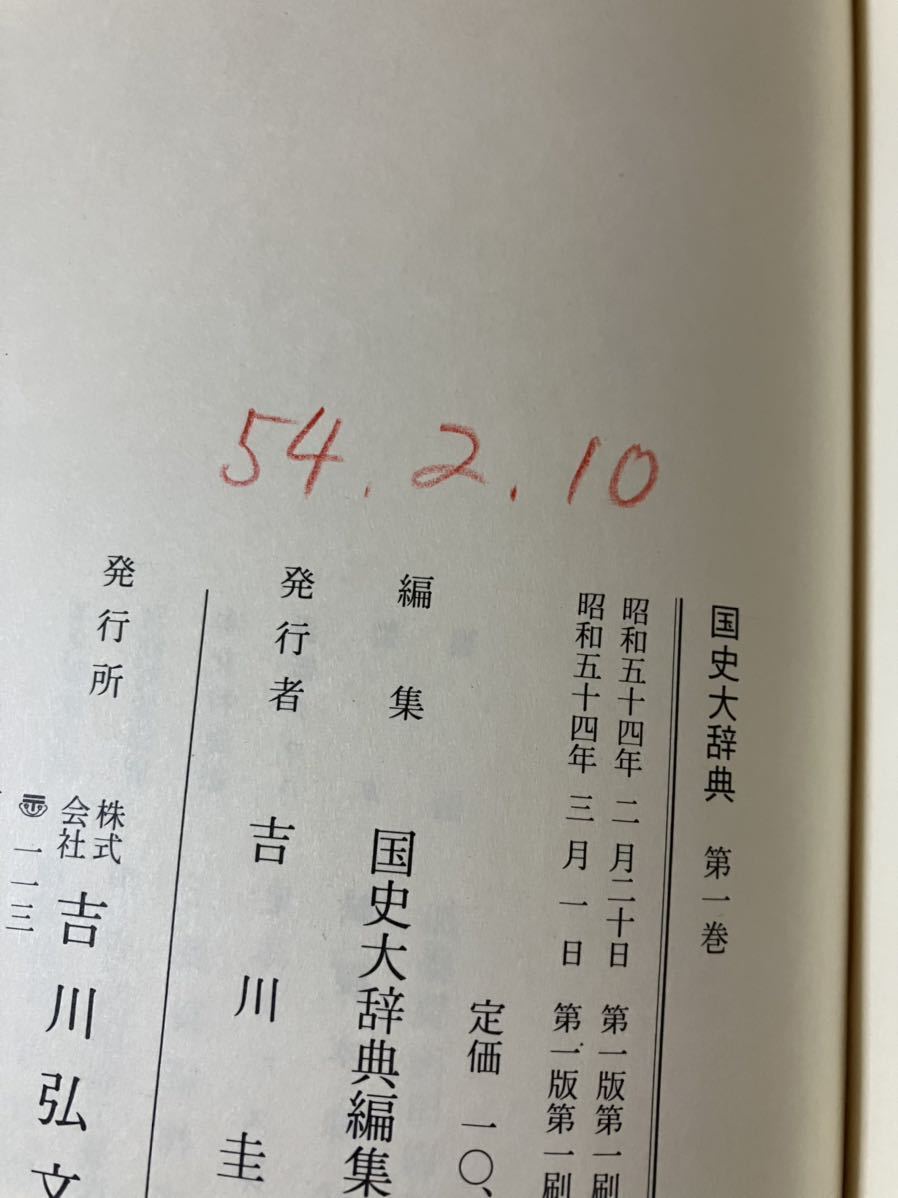 54.2.10
国史大辞典 第一巻
昭和五十四年 二月二十日 第一版第一刷
昭和五十四年 三月一日 第一版第一刷
定価 一〇、
編集 国史大辞典編集
発行者 吉川圭
発行所 株式会社 吉川弘文
〠 一一三